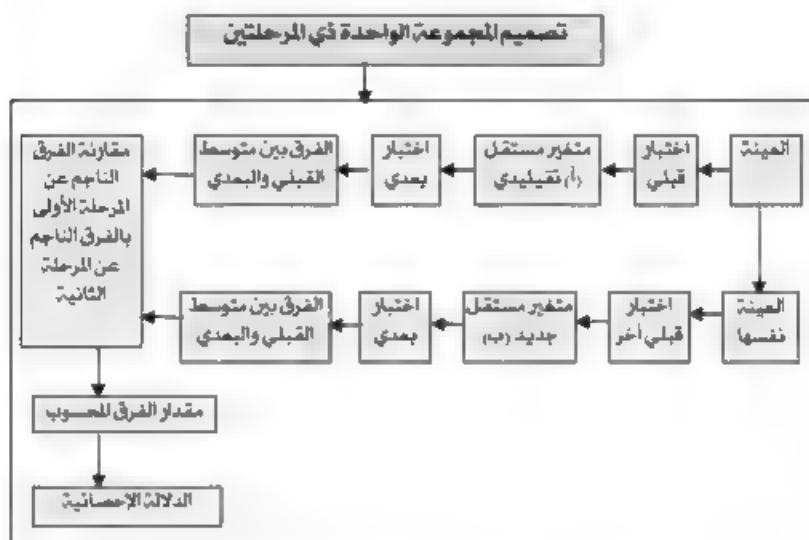 تصميم المجموعة الواحدة ذي المرحلتين
العينة
اختبار
قبلي
متغير مستقل
(أ) تقليدي
اختبار
بعدي
الفرق بين متوسط
القبلي والبعدي
مقارنة الفرق
الناجم عن
المرحلة الأولى
بالفرق الناجم
عن المرحلة
الثانية
العينة
نفسها
اختبار
قبلي أخر
متغير مستقل
جديد (ب)
اختبار
بعدي
الفرق بين متوسط
القبلي والبعدي
مقدار الفرق المحسوب
الدلالة الإحصائية